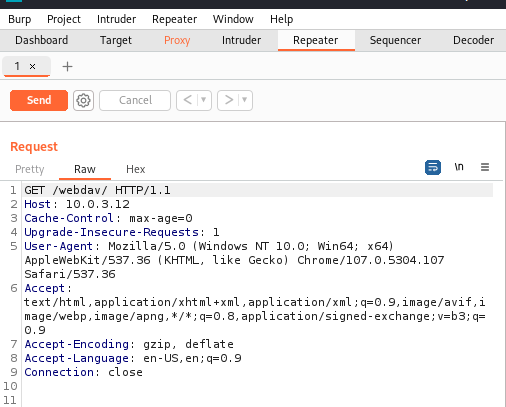 Burp Project Intruder Repeater Window Help
Dashboard Target Proxy Intruder Repeater Sequencer Decoder
1 × +
Send Cancel < >
Request
Pretty Raw Hex \n
1 GET /webdav/ HTTP/1.1
2 Host: 10.0.3.12
3 Cache-Control: max-age=0
4 Upgrade-Insecure-Requests: 1
5 User-Agent: Mozilla/5.0 (Windows NT 10.0; Win64; x64)
AppleWebKit/537.36 (KHTML, like Gecko) Chrome/107.0.5304.107
Safari/537.36
6 Accept:
text/html,application/xhtml+xml,application/xml;q=0.9,image/avif,i
mage/webp,image/apng,*/*;q=0.8,application/signed-exchange;v=b3;q=
0.9
7 Accept-Encoding: gzip, deflate
8 Accept-Language: en-US,en;q=0.9
9 Connection: close
10
11